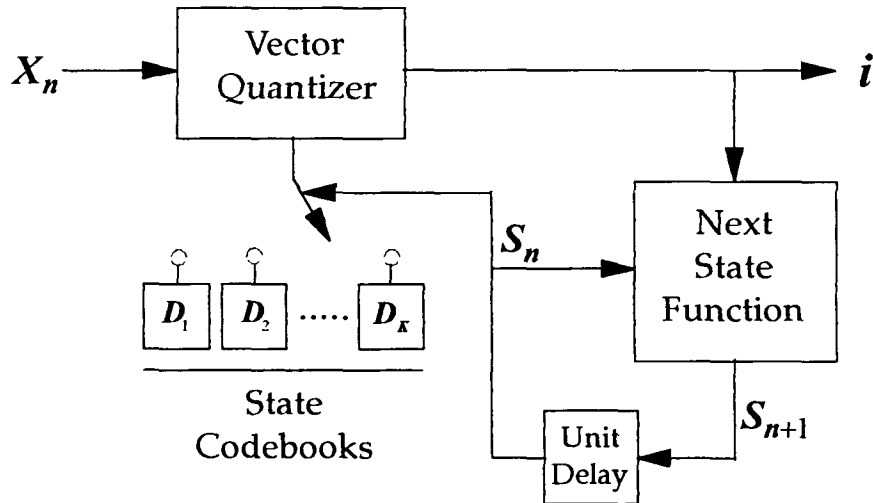 Vector
Quantizer
X_n
i
Next
State
Function
S_n
D_1 D_2 ..... D_K
State
Codebooks
S_{n+1}
Unit
Delay